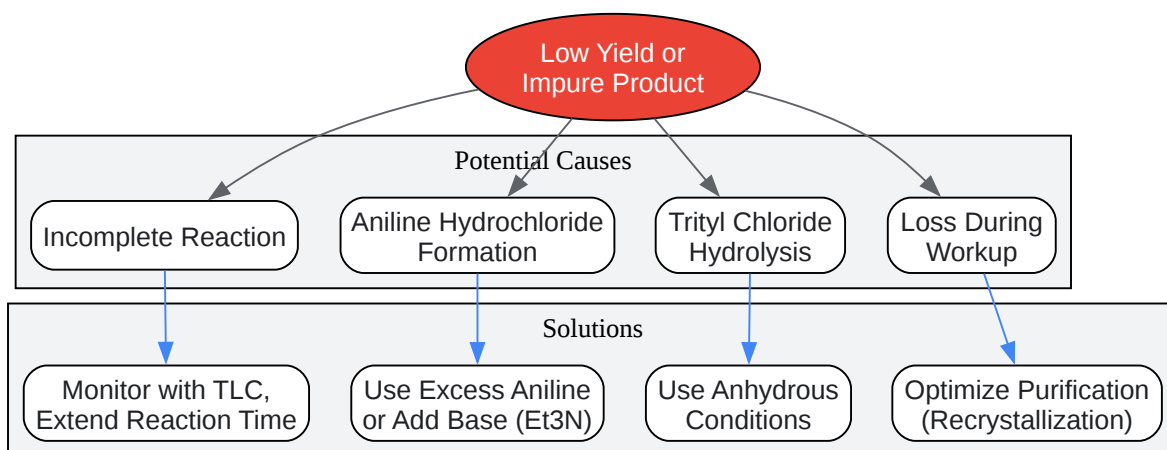 Low Yield or
Impure Product
Potential Causes
Incomplete Reaction
Aniline Hydrochloride
Formation
Trityl Chloride
Hydrolysis
Loss During
Workup
Solutions
Monitor with TLC,
Extend Reaction Time
Use Excess Aniline
or Add Base (Et3N)
Use Anhydrous
Conditions
Optimize Purification
(Recrystallization)